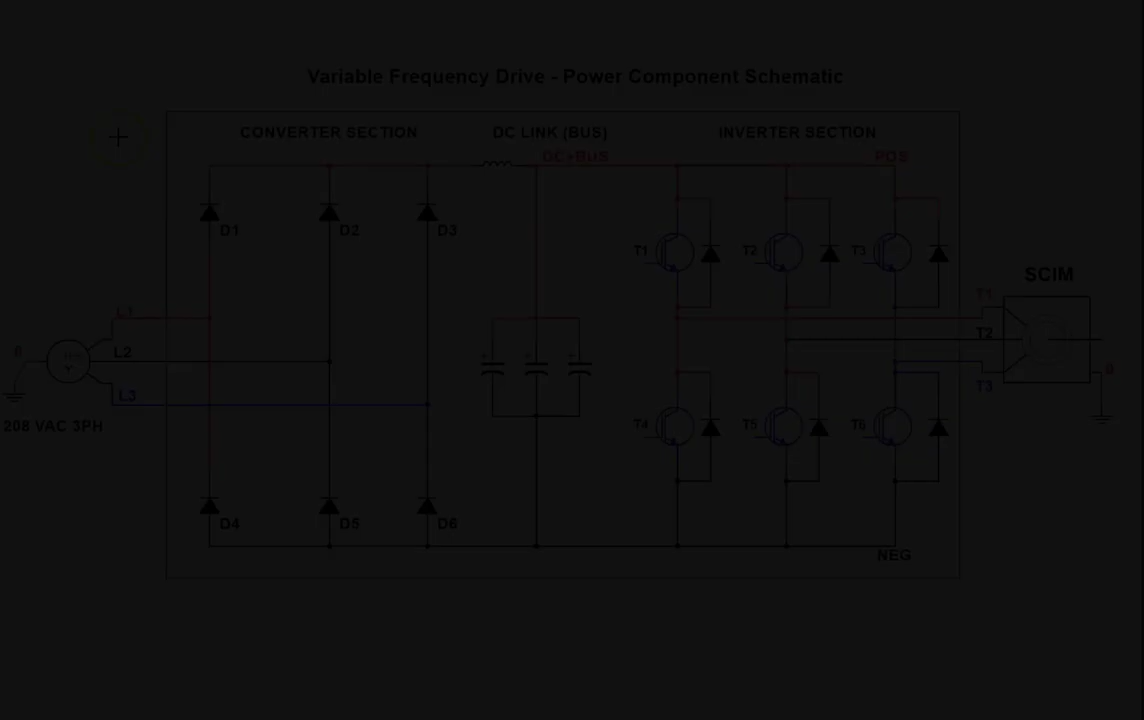 Variable Frequency Drive - Power Component Schematic
CONVERTER SECTION
DC LINK (BUS)
INVERTER SECTION
DC+BUS
POS
D1
D2
D3
T1
T2
T3
SCIM
L1
L2
L3
T1
T2
T3
208 VAC 3PH
T4
T5
T6
D4
D5
D6
NEG